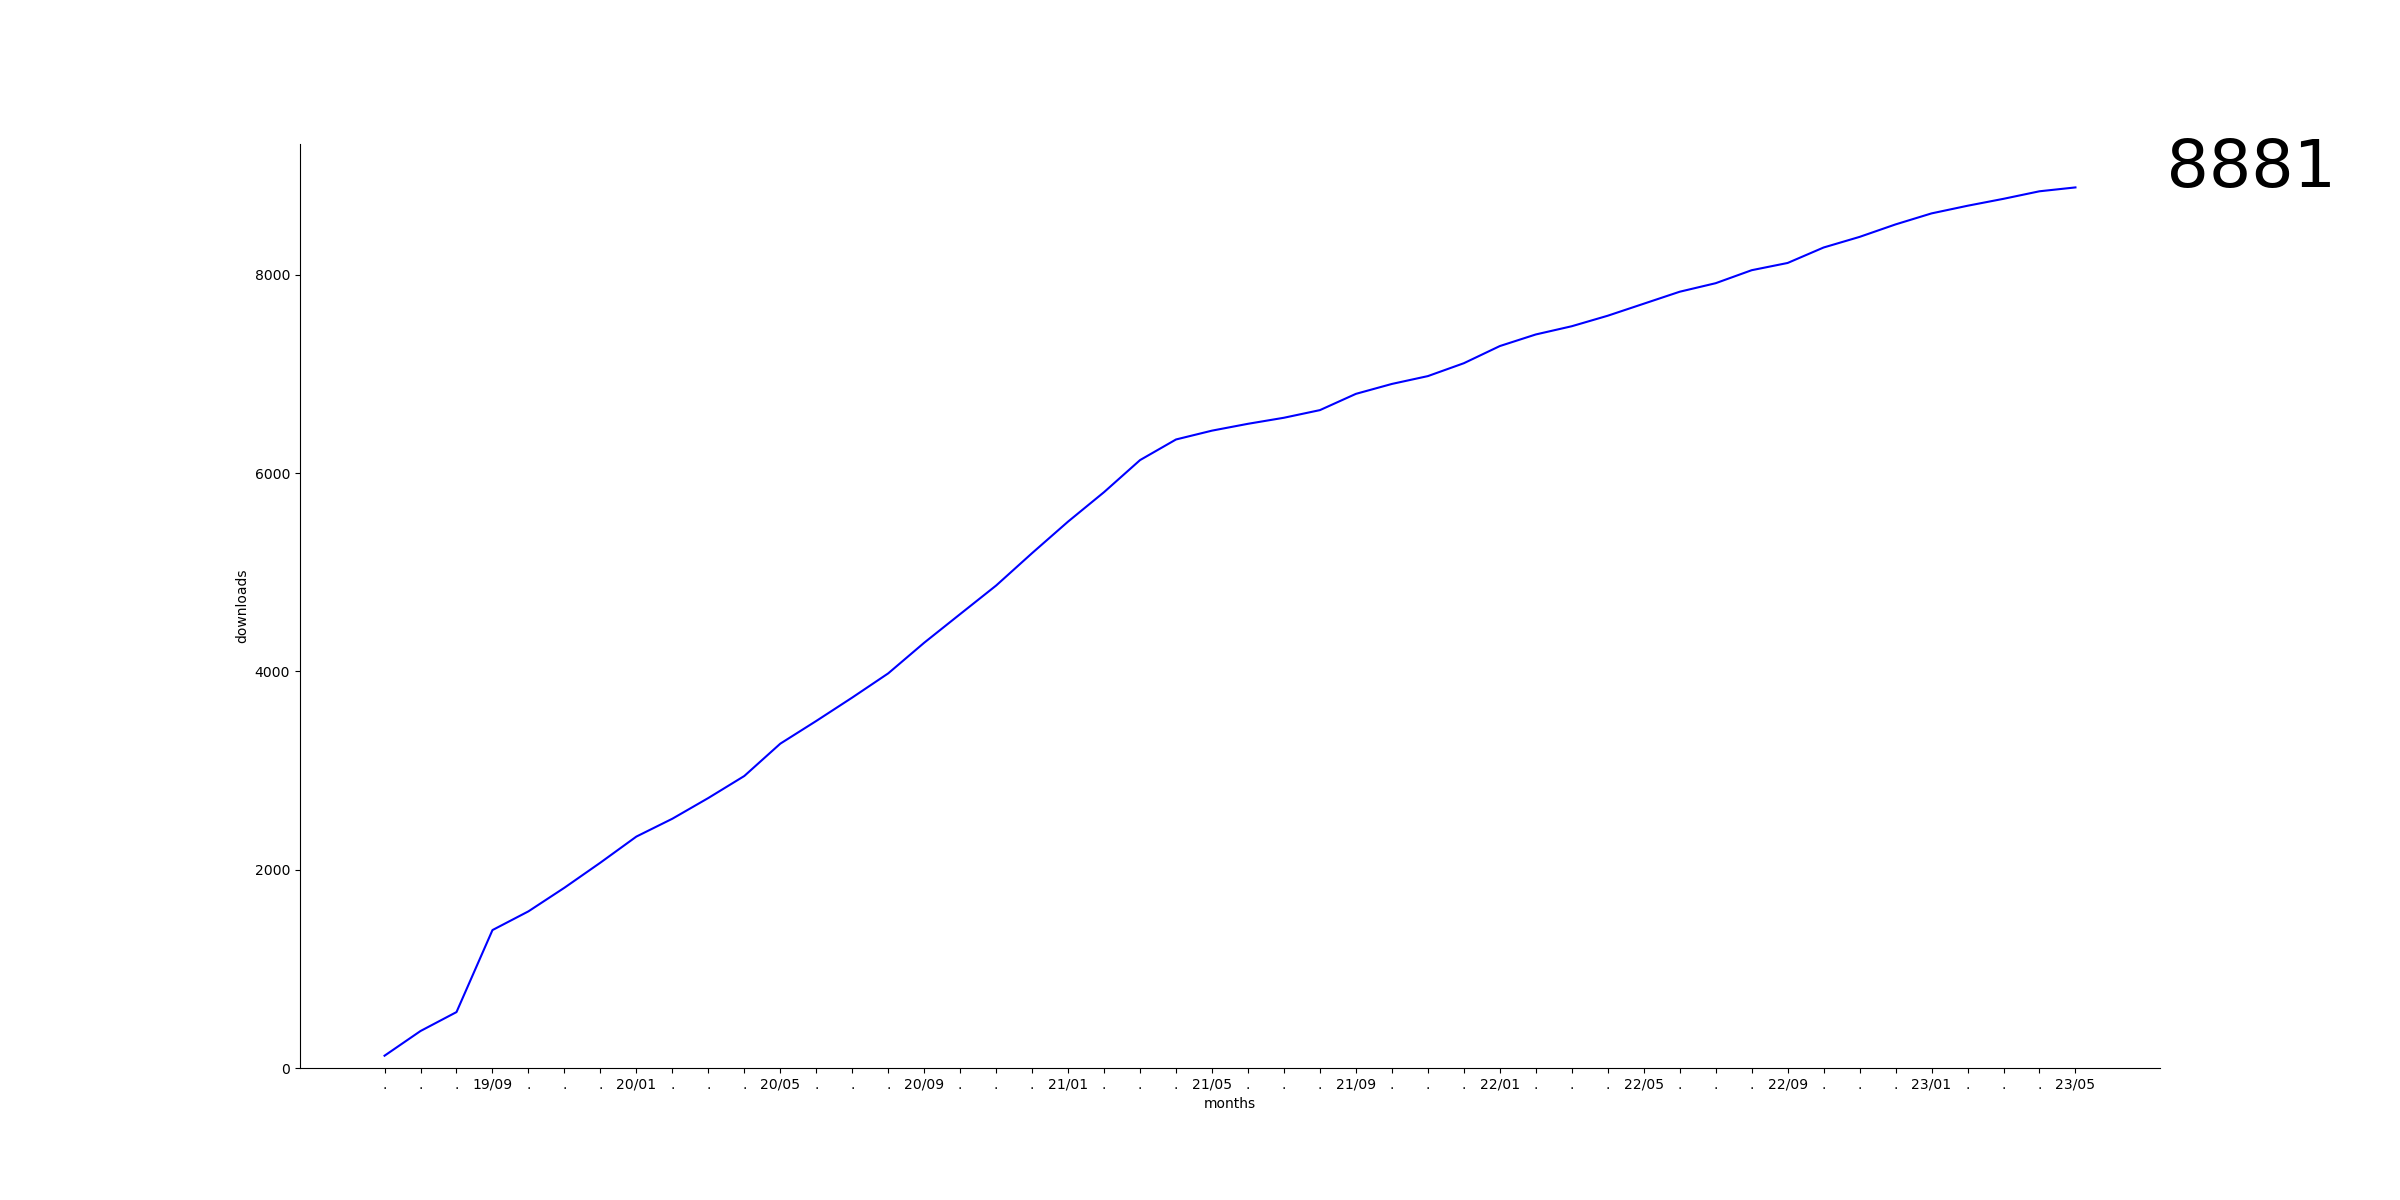 8881
8000
6000
4000
2000
0
downloads
. . . 19/09 . . . 20/01 . . . 20/05 . . . 20/09 . . . 21/01 . . . 21/05 . . . 21/09 . . . 22/01 . . . 22/05 . . . 22/09 . . . 23/01 . . . 23/05
months